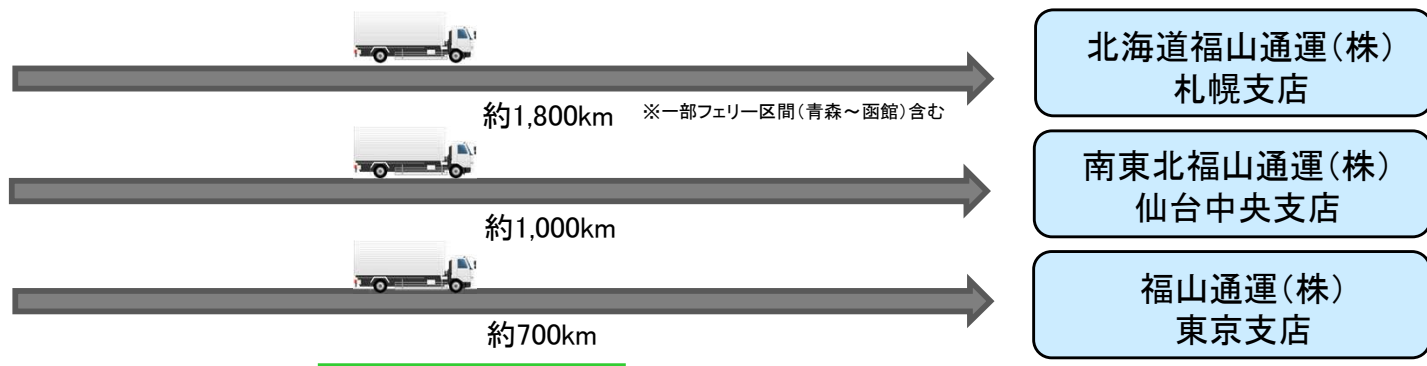 北海道福山通運(株)
札幌支店
約1,800km ※一部フェリー区間(青森～函館)含む
南東北福山通運(株)
仙台中央支店
約1,000km
福山通運(株)
東京支店
約700km